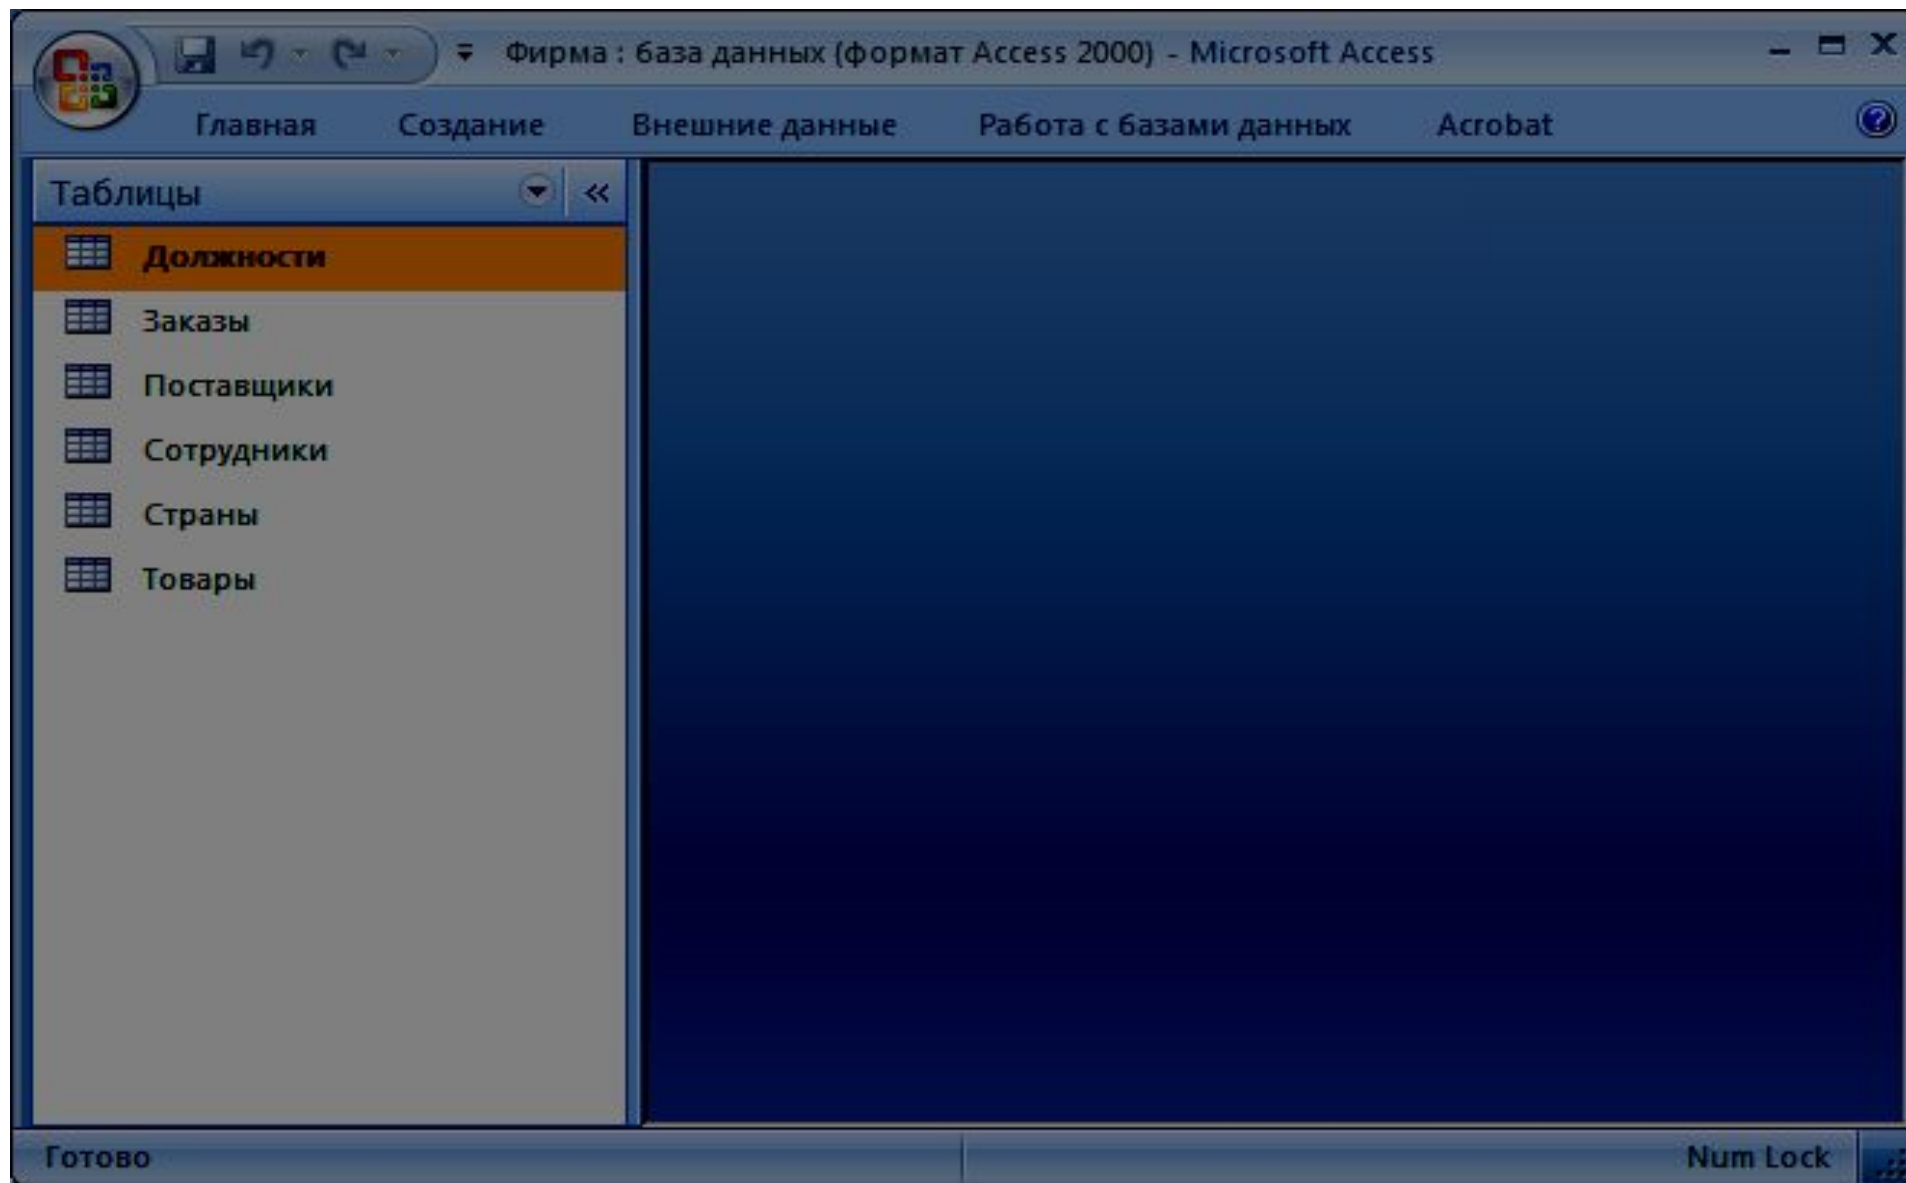 Фирма : база данных (формат Access 2000) - Microsoft Access
Главная Создание Внешние данные Работа с базами данных Acrobat
Таблицы
Должности
Заказы
Поставщики
Сотрудники
Страны
Товары
Готово Num Lock